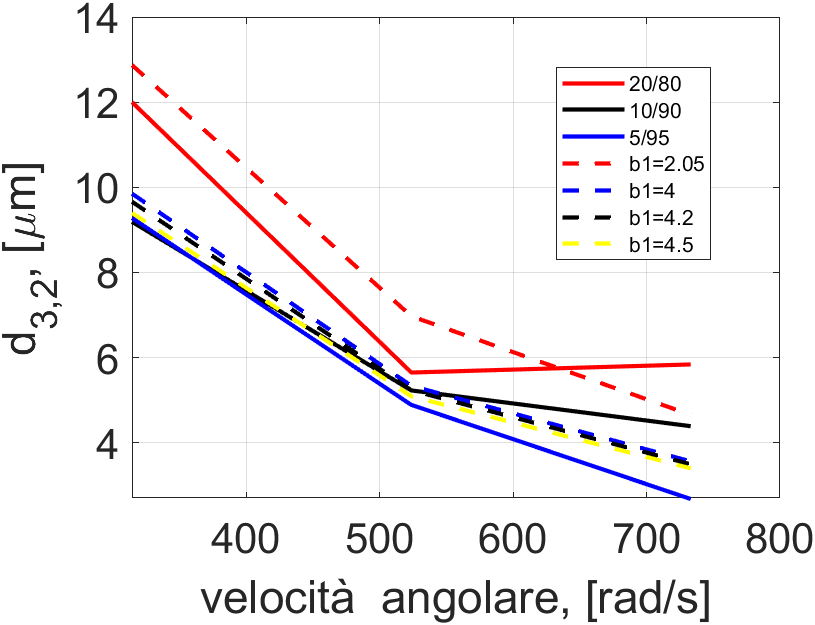 14
12
10
8
6
4
d3,2, [μm]
20/80
10/90
5/95
b1=2.05
b1=4
b1=4.2
b1=4.5
400 500 600 700 800
velocità angolare, [rad/s]